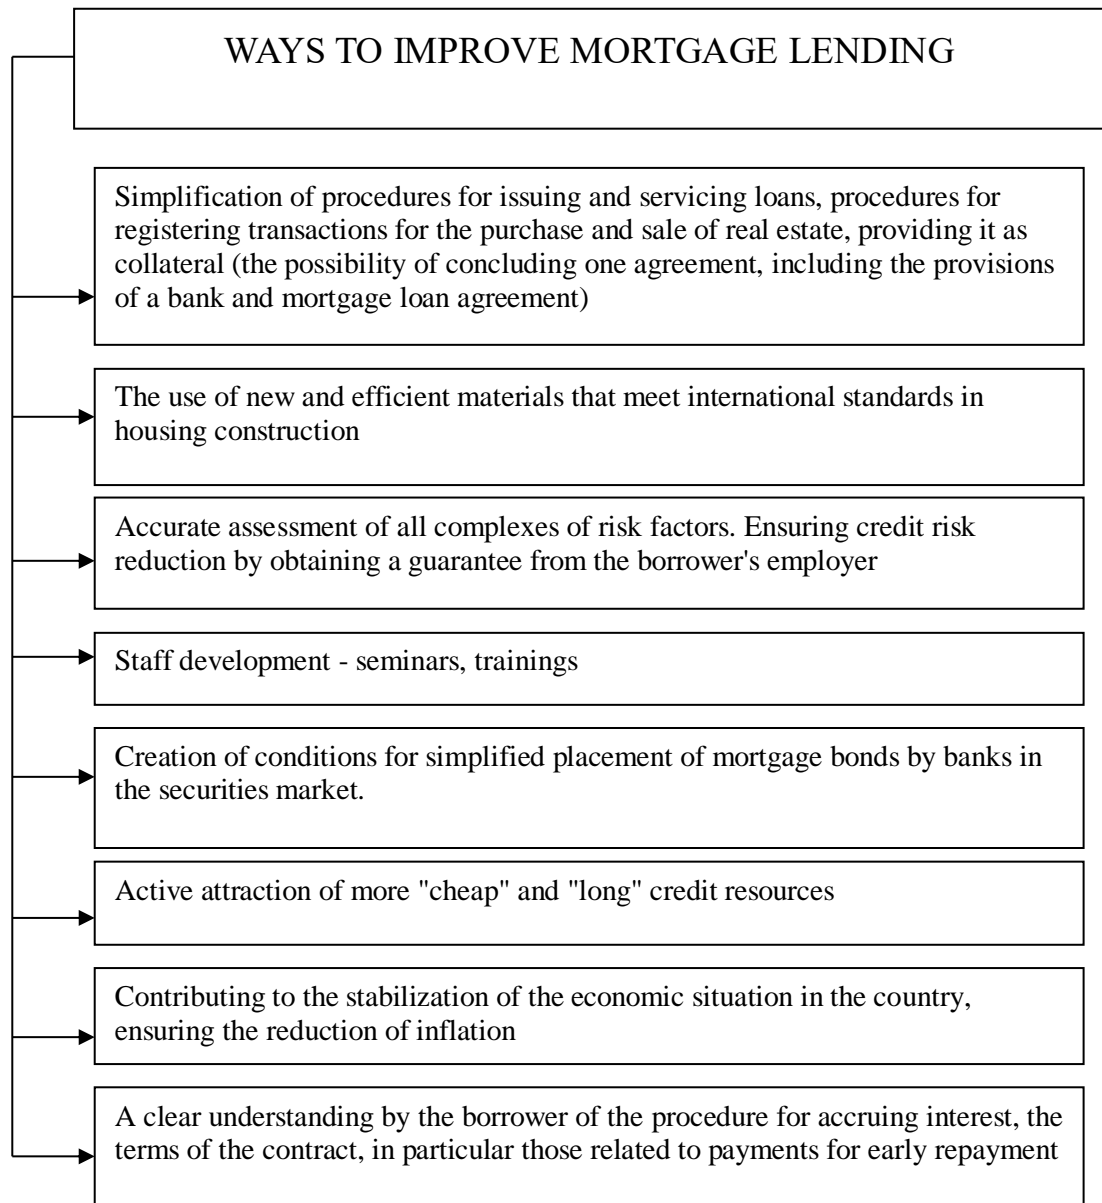 WAYS TO IMPROVE MORTGAGE LENDING
Simplification of procedures for issuing and servicing loans, procedures for
registering transactions for the purchase and sale of real estate, providing it as
collateral (the possibility of concluding one agreement, including the provisions
of a bank and mortgage loan agreement)
The use of new and efficient materials that meet international standards in
housing construction
Accurate assessment of all complexes of risk factors. Ensuring credit risk
reduction by obtaining a guarantee from the borrower's employer
Staff development - seminars, trainings
Creation of conditions for simplified placement of mortgage bonds by banks in
the securities market.
Active attraction of more "cheap" and "long" credit resources
Contributing to the stabilization of the economic situation in the country,
ensuring the reduction of inflation
A clear understanding by the borrower of the procedure for accruing interest, the
terms of the contract, in particular those related to payments for early repayment